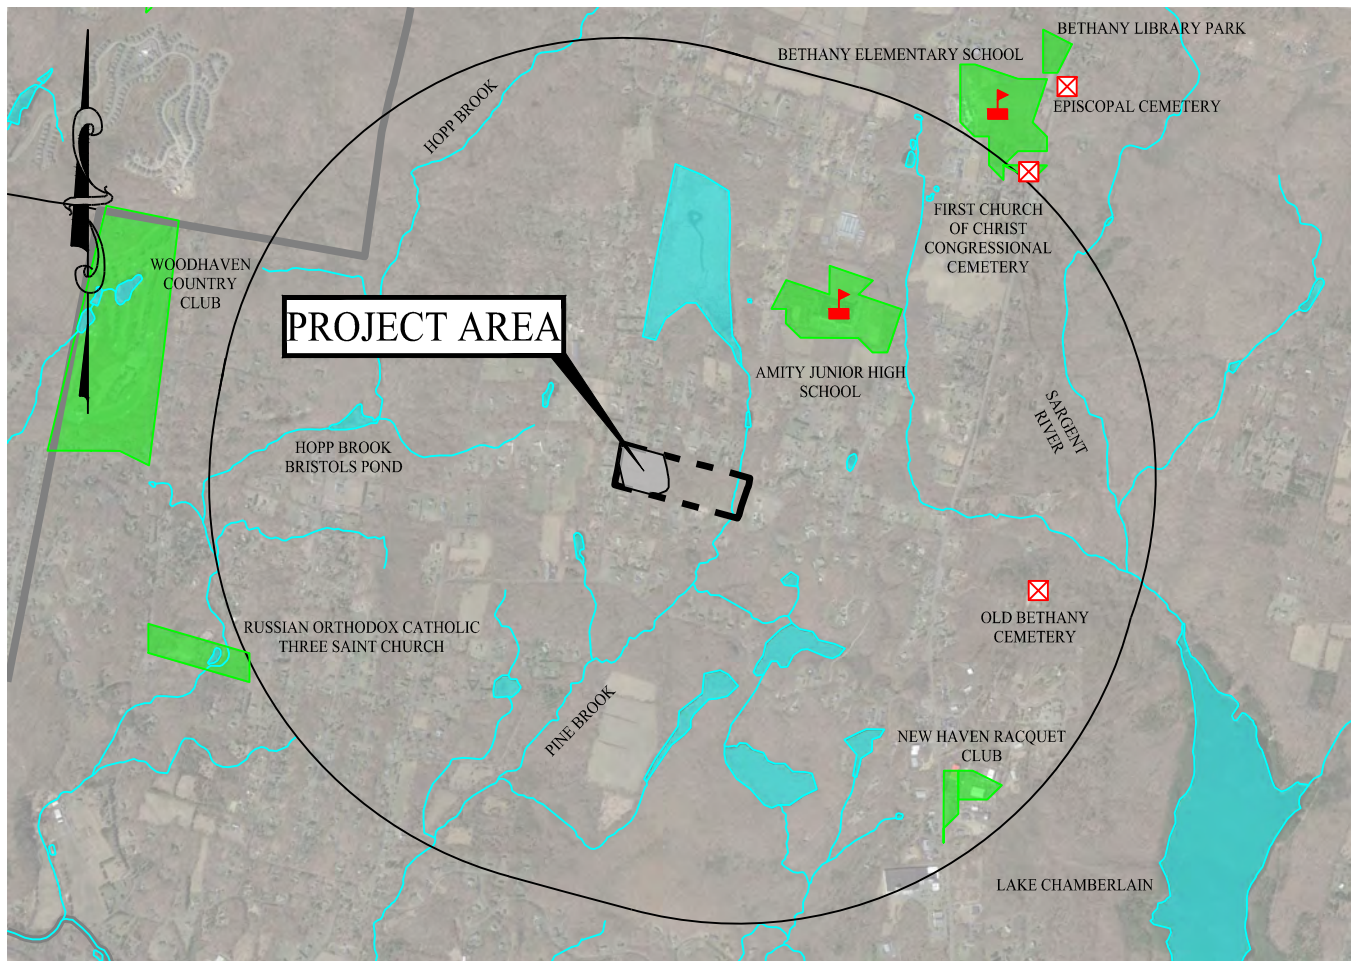 BETHANY LIBRARY PARK
BETHANY ELEMENTARY SCHOOL
EPISCOPAL CEMETERY
HOPP BROOK
FIRST CHURCH
OF CHRIST
CONGRESSIONAL
CEMETERY
WOODHAVEN
COUNTRY
CLUB
PROJECT AREA
AMITY JUNIOR HIGH
SCHOOL
SARGENT
RIVER
HOPP BROOK
BRISTOLS POND
OLD BETHANY
CEMETERY
RUSSIAN ORTHODOX CATHOLIC
THREE SAINT CHURCH
PINE BROOK
NEW HAVEN RACQUET
CLUB
LAKE CHAMBERLAIN